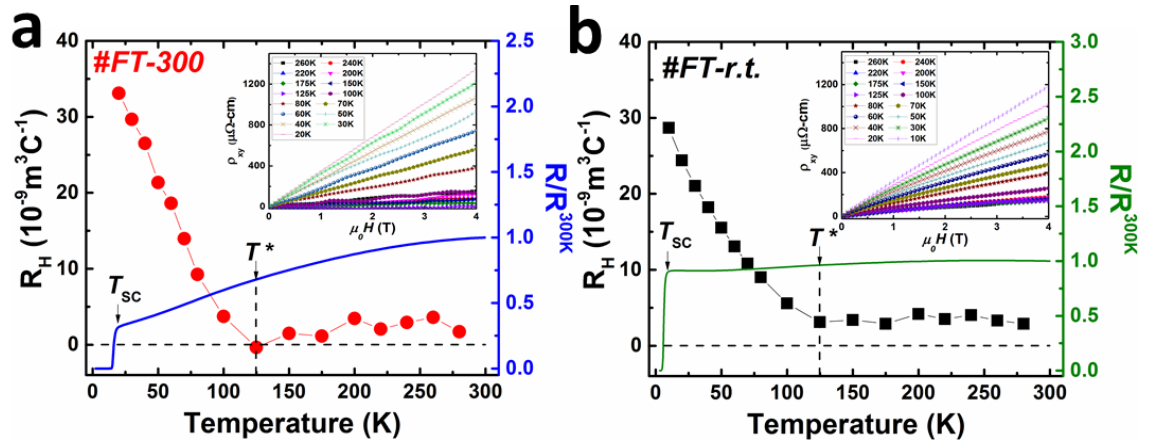 a
#FT-300
R_H (10^-9 m^3 C^-1)
40
30
20
10
0
0 50 100 150 200 250 300
Temperature (K)
2.5
2.0
1.5
1.0
0.5
0.0
R/R^300K
T_SC
T*
ρ_xy (μΩ-cm)
1200
800
400
0
0 1 2 3 4
μ_0H (T)
260K 240K
220K 200K
175K 150K
125K 100K
80K 70K
60K 50K
40K 30K
20K
b
#FT-r.t.
R_H (10^-9 m^3 C^-1)
40
30
20
10
0
0 50 100 150 200 250 300
Temperature (K)
3.0
2.5
2.0
1.5
1.0
0.5
0.0
R/R^300K
T_SC
T*
ρ_xy (μΩ-cm)
1200
800
400
0
0 1 2 3 4
μ_0H (T)
260K 240K
220K 200K
175K 150K
125K 100K
80K 70K
60K 50K
40K 30K
20K 10K